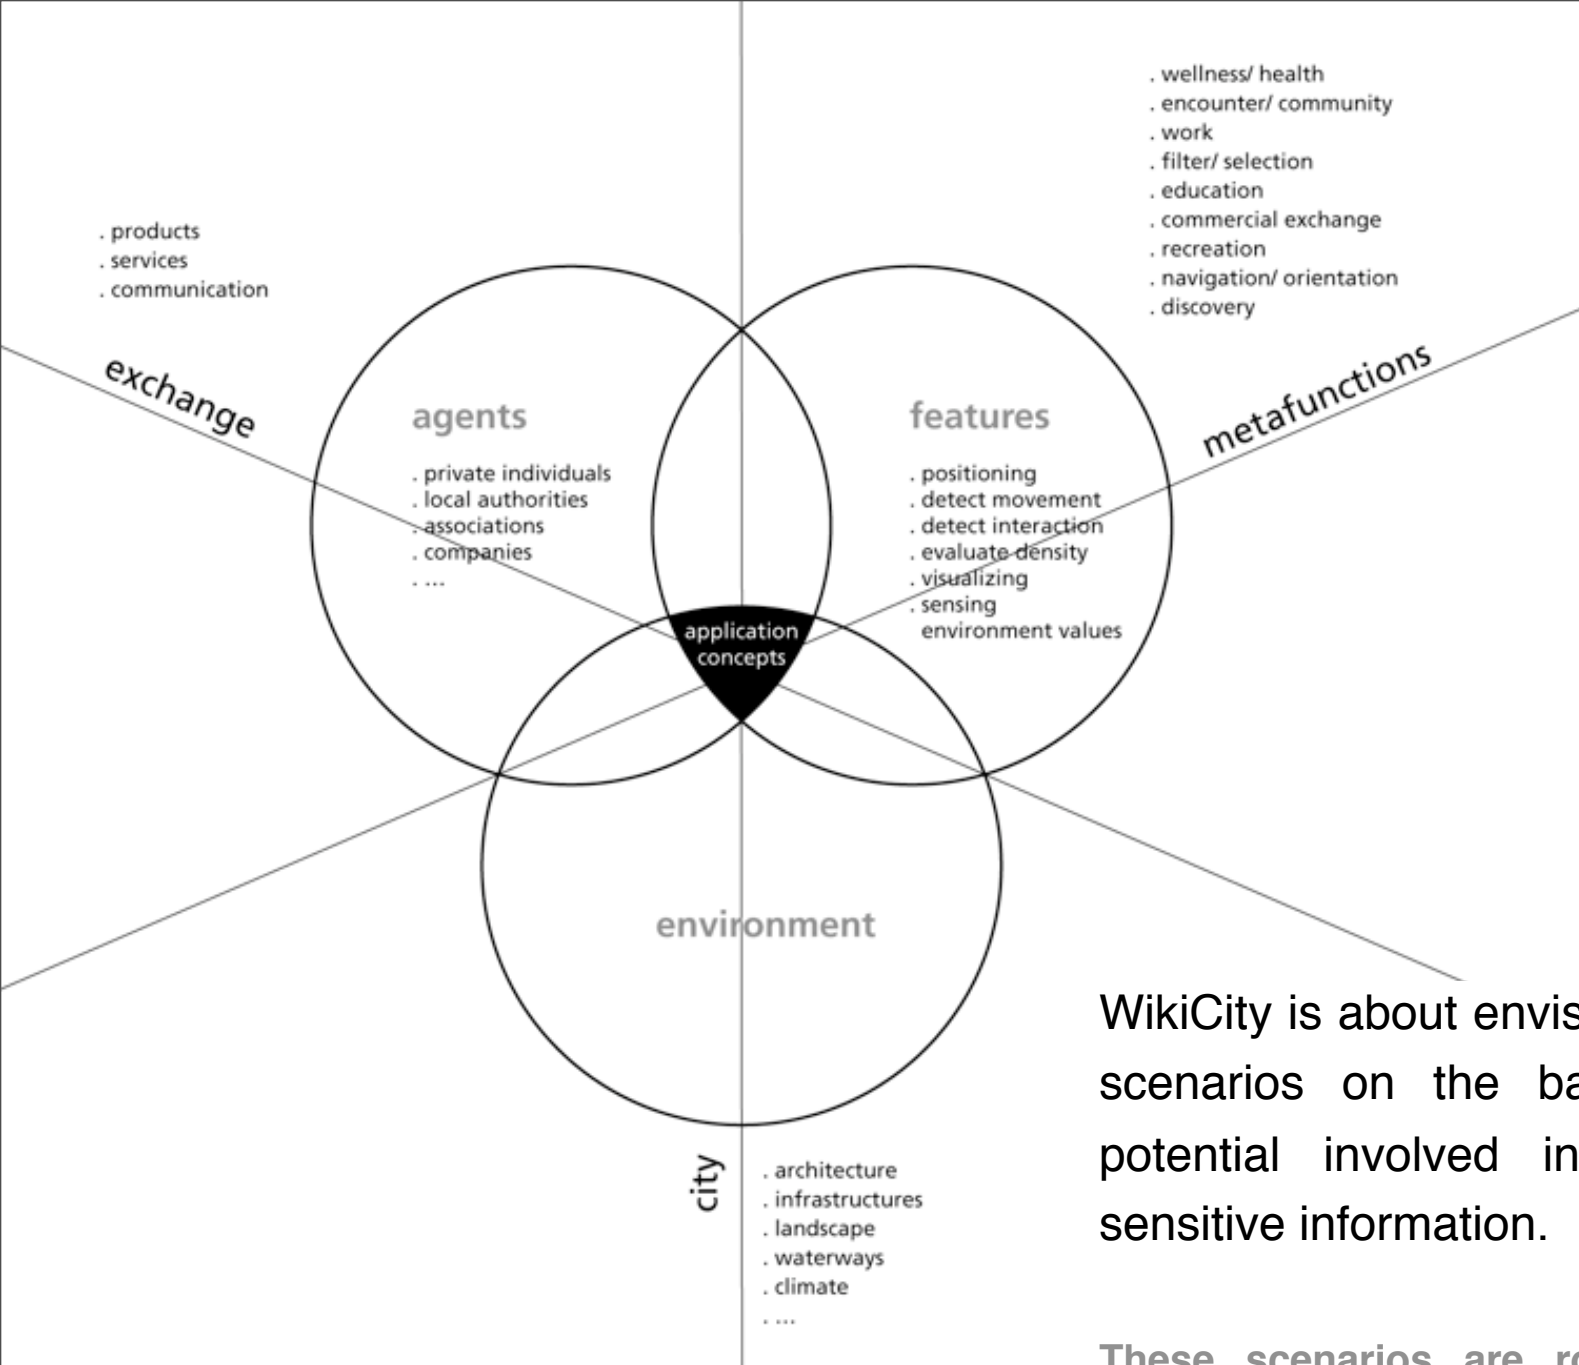 . wellness/ health
. encounter/ community
. work
. filter/ selection
. education
. commercial exchange
. recreation
. navigation/ orientation
. discovery
. products
. services
. communication
exchange
metafunctions
agents
. private individuals
. local authorities
. associations
. companies
. ...
features
. positioning
. detect movement
. detect interaction
. evaluate density
. visualizing
. sensing
environment values
application
concepts
environment
city
. architecture
. infrastructures
. landscape
. waterways
. climate
. ...
WikiCity is about envis
scenarios on the ba
potential involved in
sensitive information.
These scenarios are